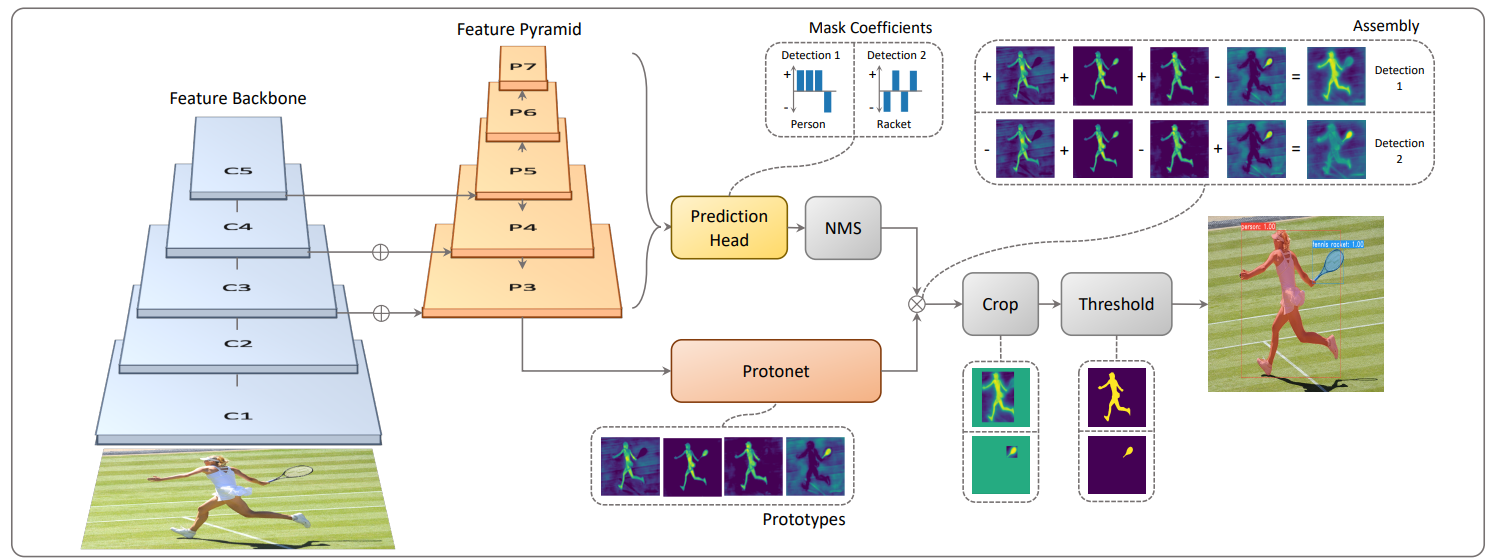 Feature Backbone
C5
C4
C3
C2
C1
Feature Pyramid
P7
P6
P5
P4
P3
Mask Coefficients
Detection 1
+
-
Person
Detection 2
+
-
Racket
Prediction
Head
NMS
Protonet
Prototypes
Assembly
+ + + - =
Detection
1
- + - + =
Detection
2
Crop
Threshold
person: 1.00
tennis racket: 1.00